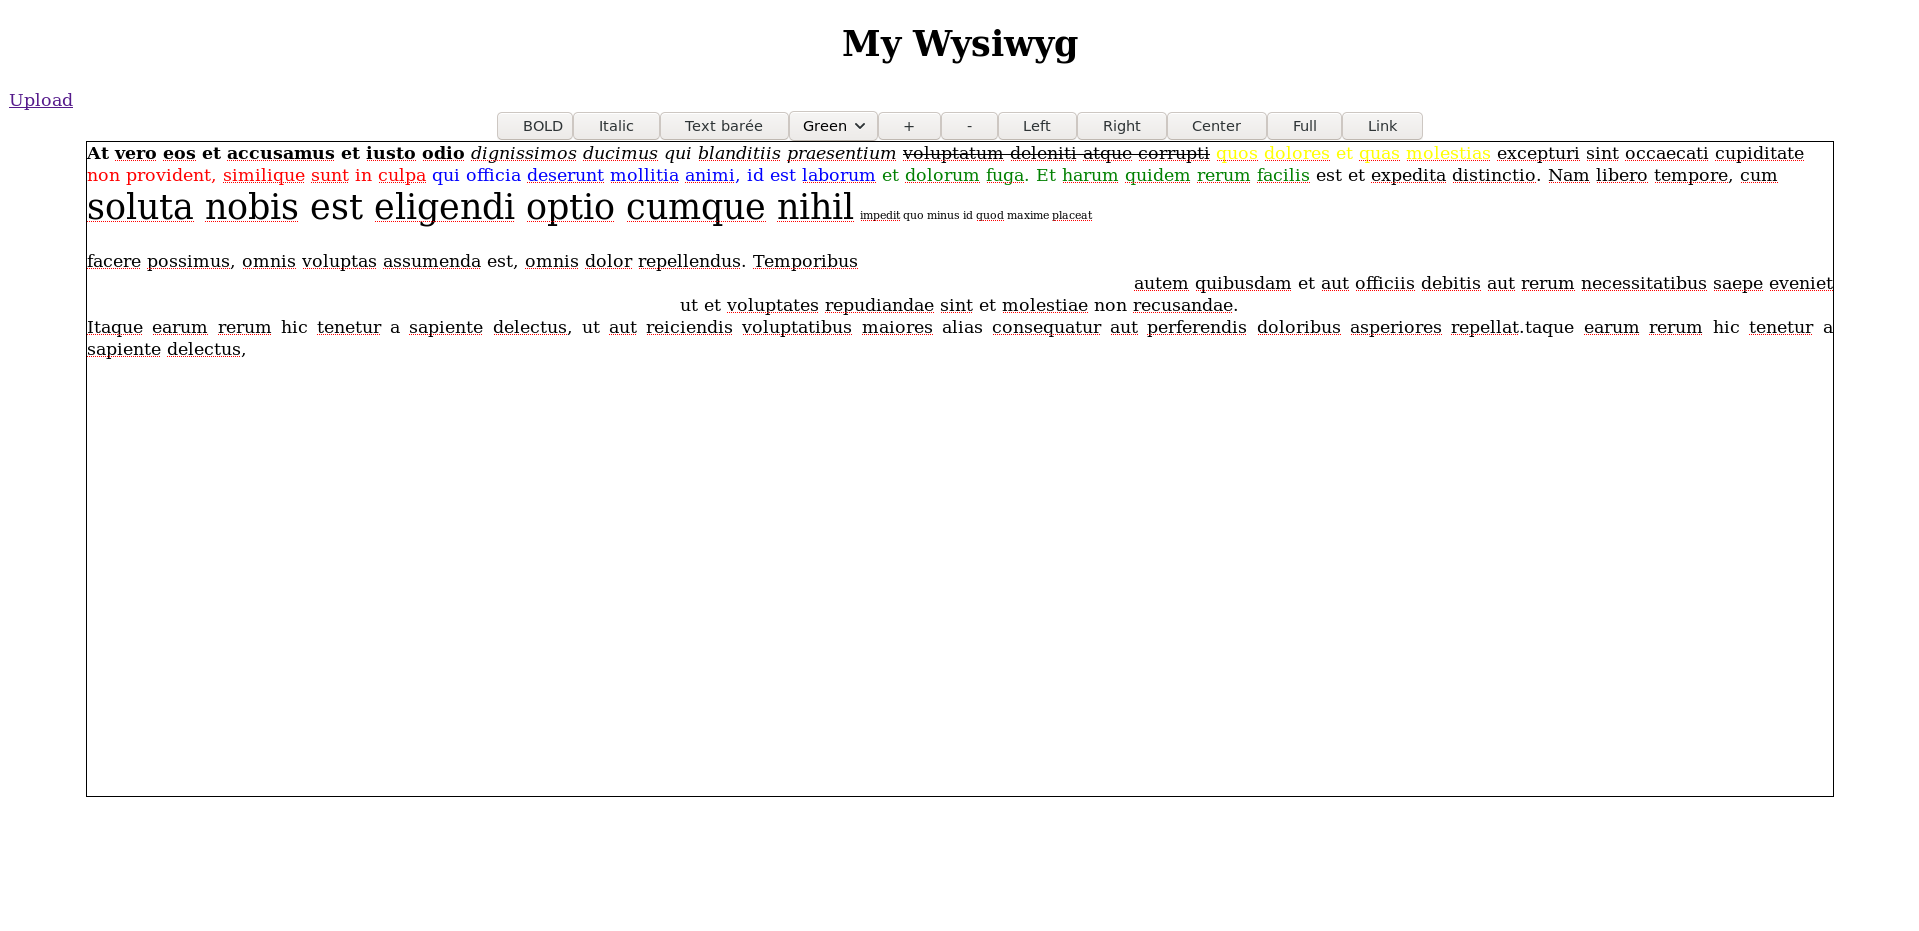 My Wysiwyg
Upload
BOLD Italic Text barée Green + - Left Right Center Full Link
At vero eos et accusamus et iusto odio dignissimos ducimus qui blanditiis praesentium voluptatum deleniti atque corrupti quos dolores et quas molestias excepturi sint occaecati cupiditate
non provident, similique sunt in culpa qui officia deserunt mollitia animi, id est laborum et dolorum fuga. Et harum quidem rerum facilis est et expedita distinctio. Nam libero tempore, cum
soluta nobis est eligendi optio cumque nihil impedit quo minus id quod maxime placeat
facere possimus, omnis voluptas assumenda est, omnis dolor repellendus. Temporibus
autem quibusdam et aut officiis debitis aut rerum necessitatibus saepe eveniet
ut et voluptates repudiandae sint et molestiae non recusandae.
Itaque earum rerum hic tenetur a sapiente delectus, ut aut reiciendis voluptatibus maiores alias consequatur aut perferendis doloribus asperiores repellat.taque earum rerum hic tenetur a
sapiente delectus,